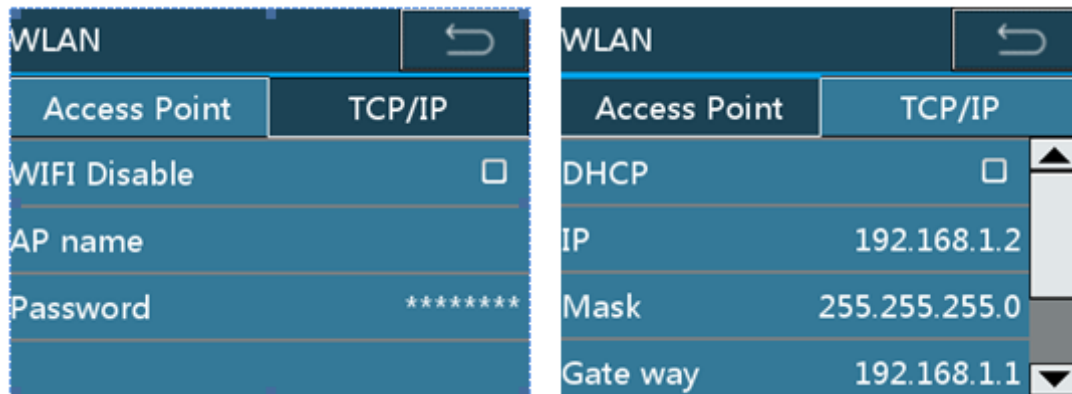 WLAN
Access Point TCP/IP
WIFI Disable
AP name
Password ********
WLAN
Access Point TCP/IP
DHCP
IP 192.168.1.2
Mask 255.255.255.0
Gate way 192.168.1.1